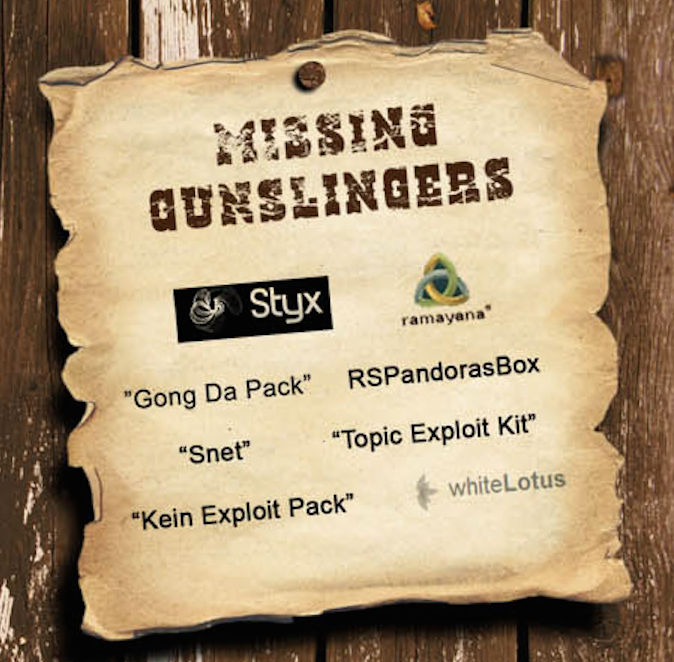 MISSING
GUNSLINGERS
Styx
ramayana®
"Gong Da Pack" RSPandorasBox
"Snet" "Topic Exploit Kit"
"Kein Exploit Pack" whiteLotus